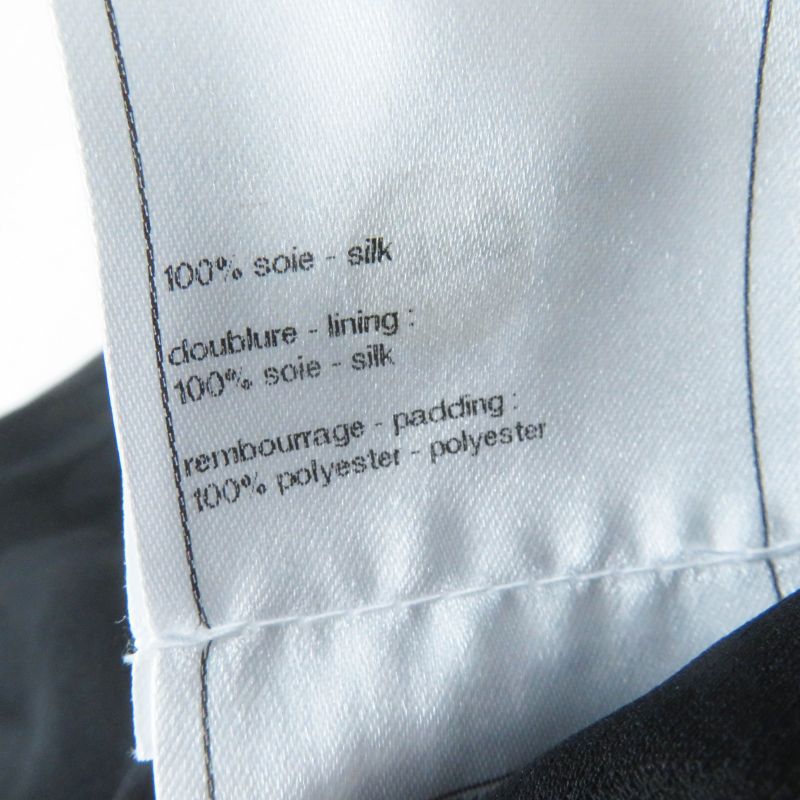 100% soie - silk
doublure - lining :
100% soie - silk
rembourrage - padding :
100% polyester - polyester